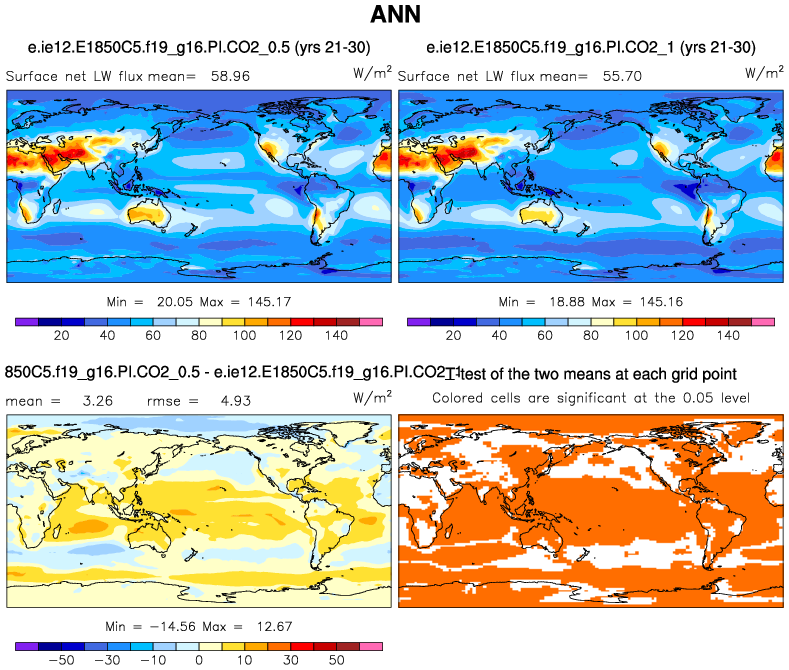 ANN
e.ie12.E1850C5.f19_g16.PI.CO2_0.5 (yrs 21-30)
Surface net LW flux mean= 58.96 W/m2
Min = 20.05 Max = 145.17
20 40 60 80 100 120 140
e.ie12.E1850C5.f19_g16.PI.CO2_1 (yrs 21-30)
Surface net LW flux mean= 55.70 W/m2
Min = 18.88 Max = 145.16
20 40 60 80 100 120 140
850C5.f19_g16.PI.CO2_0.5 - e.ie12.E1850C5.f19_g16.PI.CO2_1
mean = 3.26 rmse = 4.93 W/m2
Min = -14.56 Max = 12.67
-50 -30 -10 0 10 30 50
T-test of the two means at each grid point
Colored cells are significant at the 0.05 level